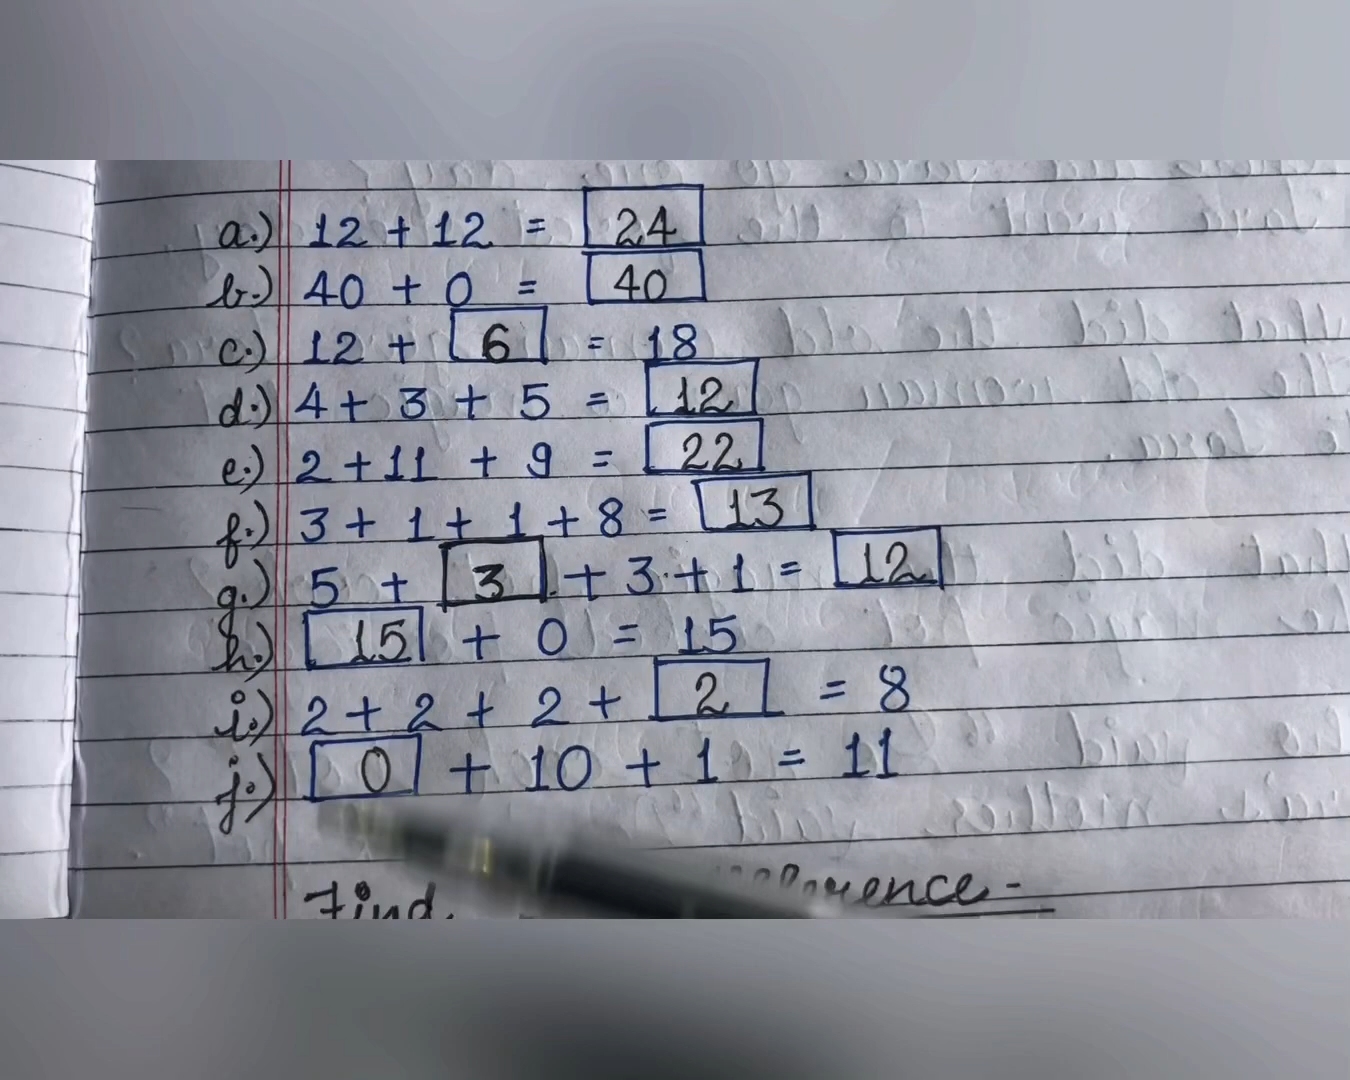 a.) 12 + 12 = 24
b.) 40 + 0 = 40
c.) 12 + 6 = 18
d.) 4 + 3 + 5 = 12
e.) 2 + 11 + 9 = 22
f.) 3 + 1 + 1 + 8 = 13
g.) 5 + 3 + 3 + 1 = 12
h.) 15 + 0 = 15
i.) 2 + 2 + 2 + 2 = 8
j.) 0 + 10 + 1 = 11
Find